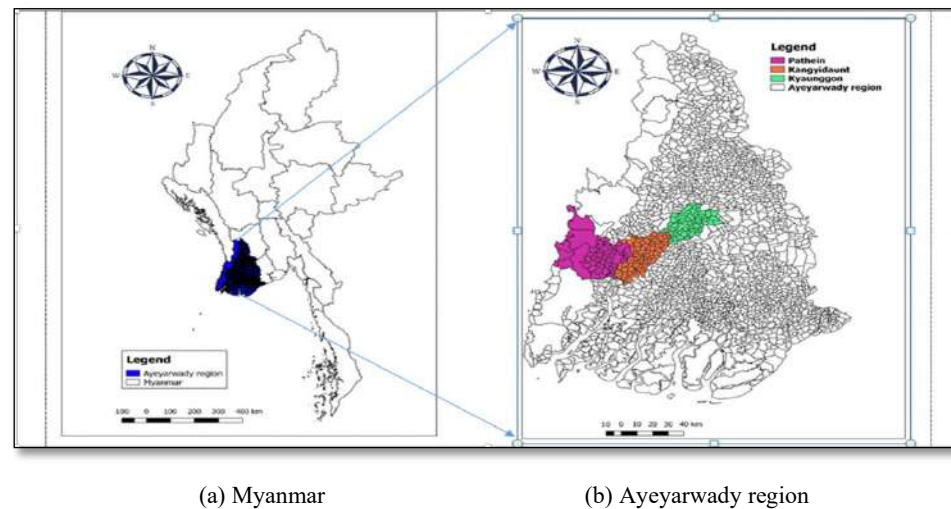 N
W E
S
Legend
Ayeyarwady region
Myanmar
100 0 100 200 300 400 km
N
W E
S
Legend
Pathein
Kangyidaunt
Kyaunggon
Ayeyarwady region
10 0 10 20 30 40 km
(a) Myanmar
(b) Ayeyarwady region